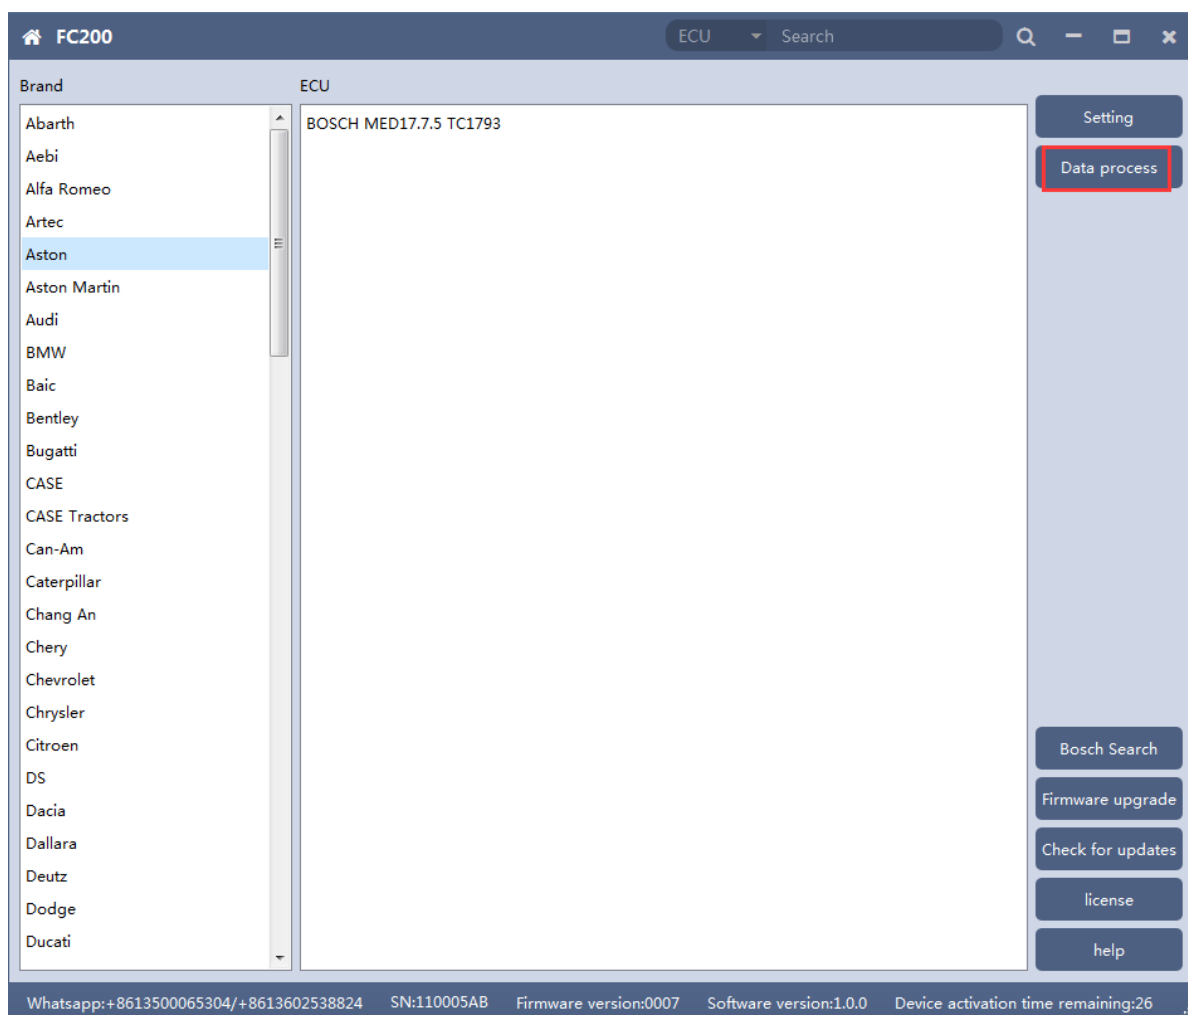 FC200
ECU
Search
Brand
ECU
Abarth
Aebi
Alfa Romeo
Artec
Aston
Aston Martin
Audi
BMW
Baic
Bentley
Bugatti
CASE
CASE Tractors
Can-Am
Caterpillar
Chang An
Chery
Chevrolet
Chrysler
Citroen
DS
Dacia
Dallara
Deutz
Dodge
Ducati
BOSCH MED17.7.5 TC1793
Setting
Data process
Bosch Search
Firmware upgrade
Check for updates
license
help
Whatsapp:+8613500065304/+8613602538824 SN:110005AB Firmware version:0007 Software version:1.0.0 Device activation time remaining:26